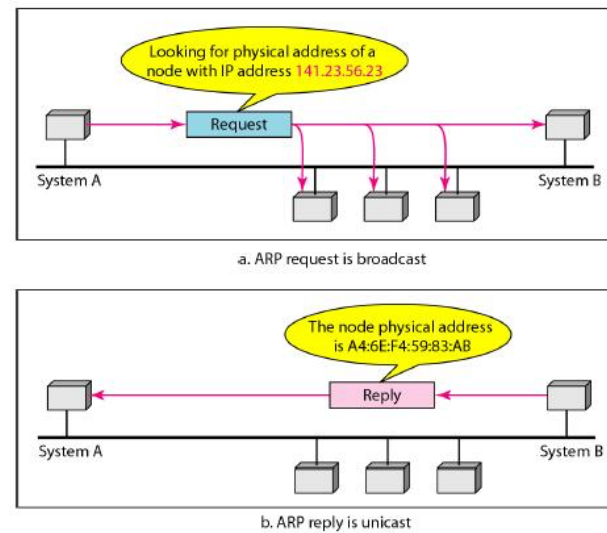 Looking for physical address of a
node with IP address 141.23.56.23
Request
System A
System B
a. ARP request is broadcast
The node physical address
is A4:6E:F4:59:83:AB
Reply
System A
System B
b. ARP reply is unicast